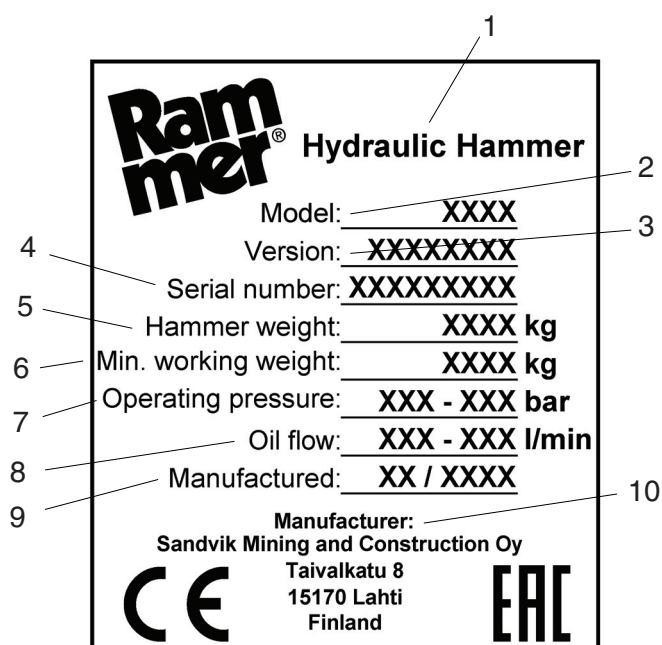 1
Ram
mer®
Hydraulic Hammer
2
Model: XXXX
3
Version: XXXXXXXX
4
Serial number: XXXXXXXXX
5
Hammer weight: XXXX kg
6
Min. working weight: XXXX kg
7
Operating pressure: XXX - XXX bar
8
Oil flow: XXX - XXX l/min
9
Manufactured: XX / XXXX
10
Manufacturer:
Sandvik Mining and Construction Oy
Taivalkatu 8
15170 Lahti
Finland
CE
EAC